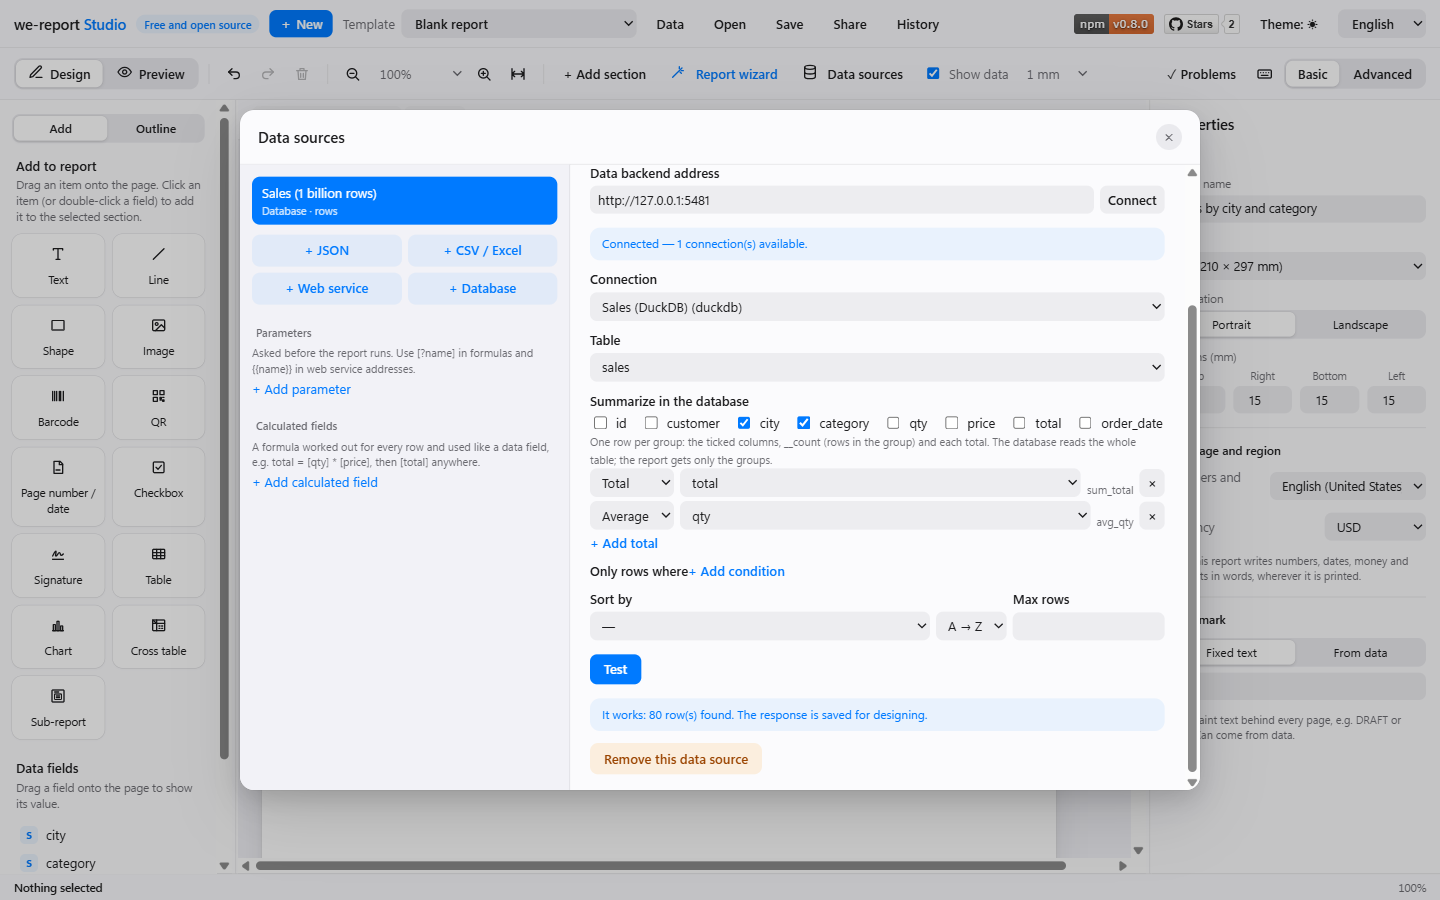 we-report Studio
Free and open source
+ New
Template
Blank report
Data
Open
Save
Share
History
npm v0.8.0
Stars
2
Theme:
English
Design
Preview
100%
+ Add section
Report wizard
Data sources
Show data
1 mm
✓ Problems
Basic
Advanced
Add
Outline
Add to report
Drag an item onto the page. Click an
item (or double-click a field) to add
it to the selected section.
Text
Line
Shape
Image
Barcode
QR
Page number /
date
Checkbox
Signature
Table
Chart
Cross table
Sub-report
Data fields
Drag a field onto the page to show
its value.
S city
S category
Data sources
×
Sales (1 billion rows)
Database · rows
+ JSON
+ CSV / Excel
+ Web service
+ Database
Parameters
Asked before the report runs. Use [?name] in formulas and
{{name}} in web service addresses.
+ Add parameter
Calculated fields
A formula worked out for every row and used like a data field,
e.g. total = [qty] * [price], then [total] anywhere.
+ Add calculated field
Data backend address
http://127.0.0.1:5481
Connect
Connected — 1 connection(s) available.
Connection
Sales (DuckDB) (duckdb)
Table
sales
Summarize in the database
id
customer
city
category
qty
price
total
order_date
One row per group: the ticked columns, __count (rows in the group) and each total. The database reads the whole
table; the report gets only the groups.
Total
total
sum_total
×
Average
qty
avg_qty
×
+ Add total
Only rows where+ Add condition
Sort by
Max rows
—
A → Z
Test
It works: 80 row(s) found. The response is saved for designing.
Remove this data source
erties
name
s by city and category
210 × 297 mm)
ation
Portrait
Landscape
s (mm)
Right
Bottom
Left
15
15
15
age and region
ers and
English (United States
cy
USD
is report writes numbers, dates, money and
ts in words, wherever it is printed.
mark
Fixed text
From data
aint text behind every page, e.g. DRAFT or
an come from data.
Nothing selected
100%